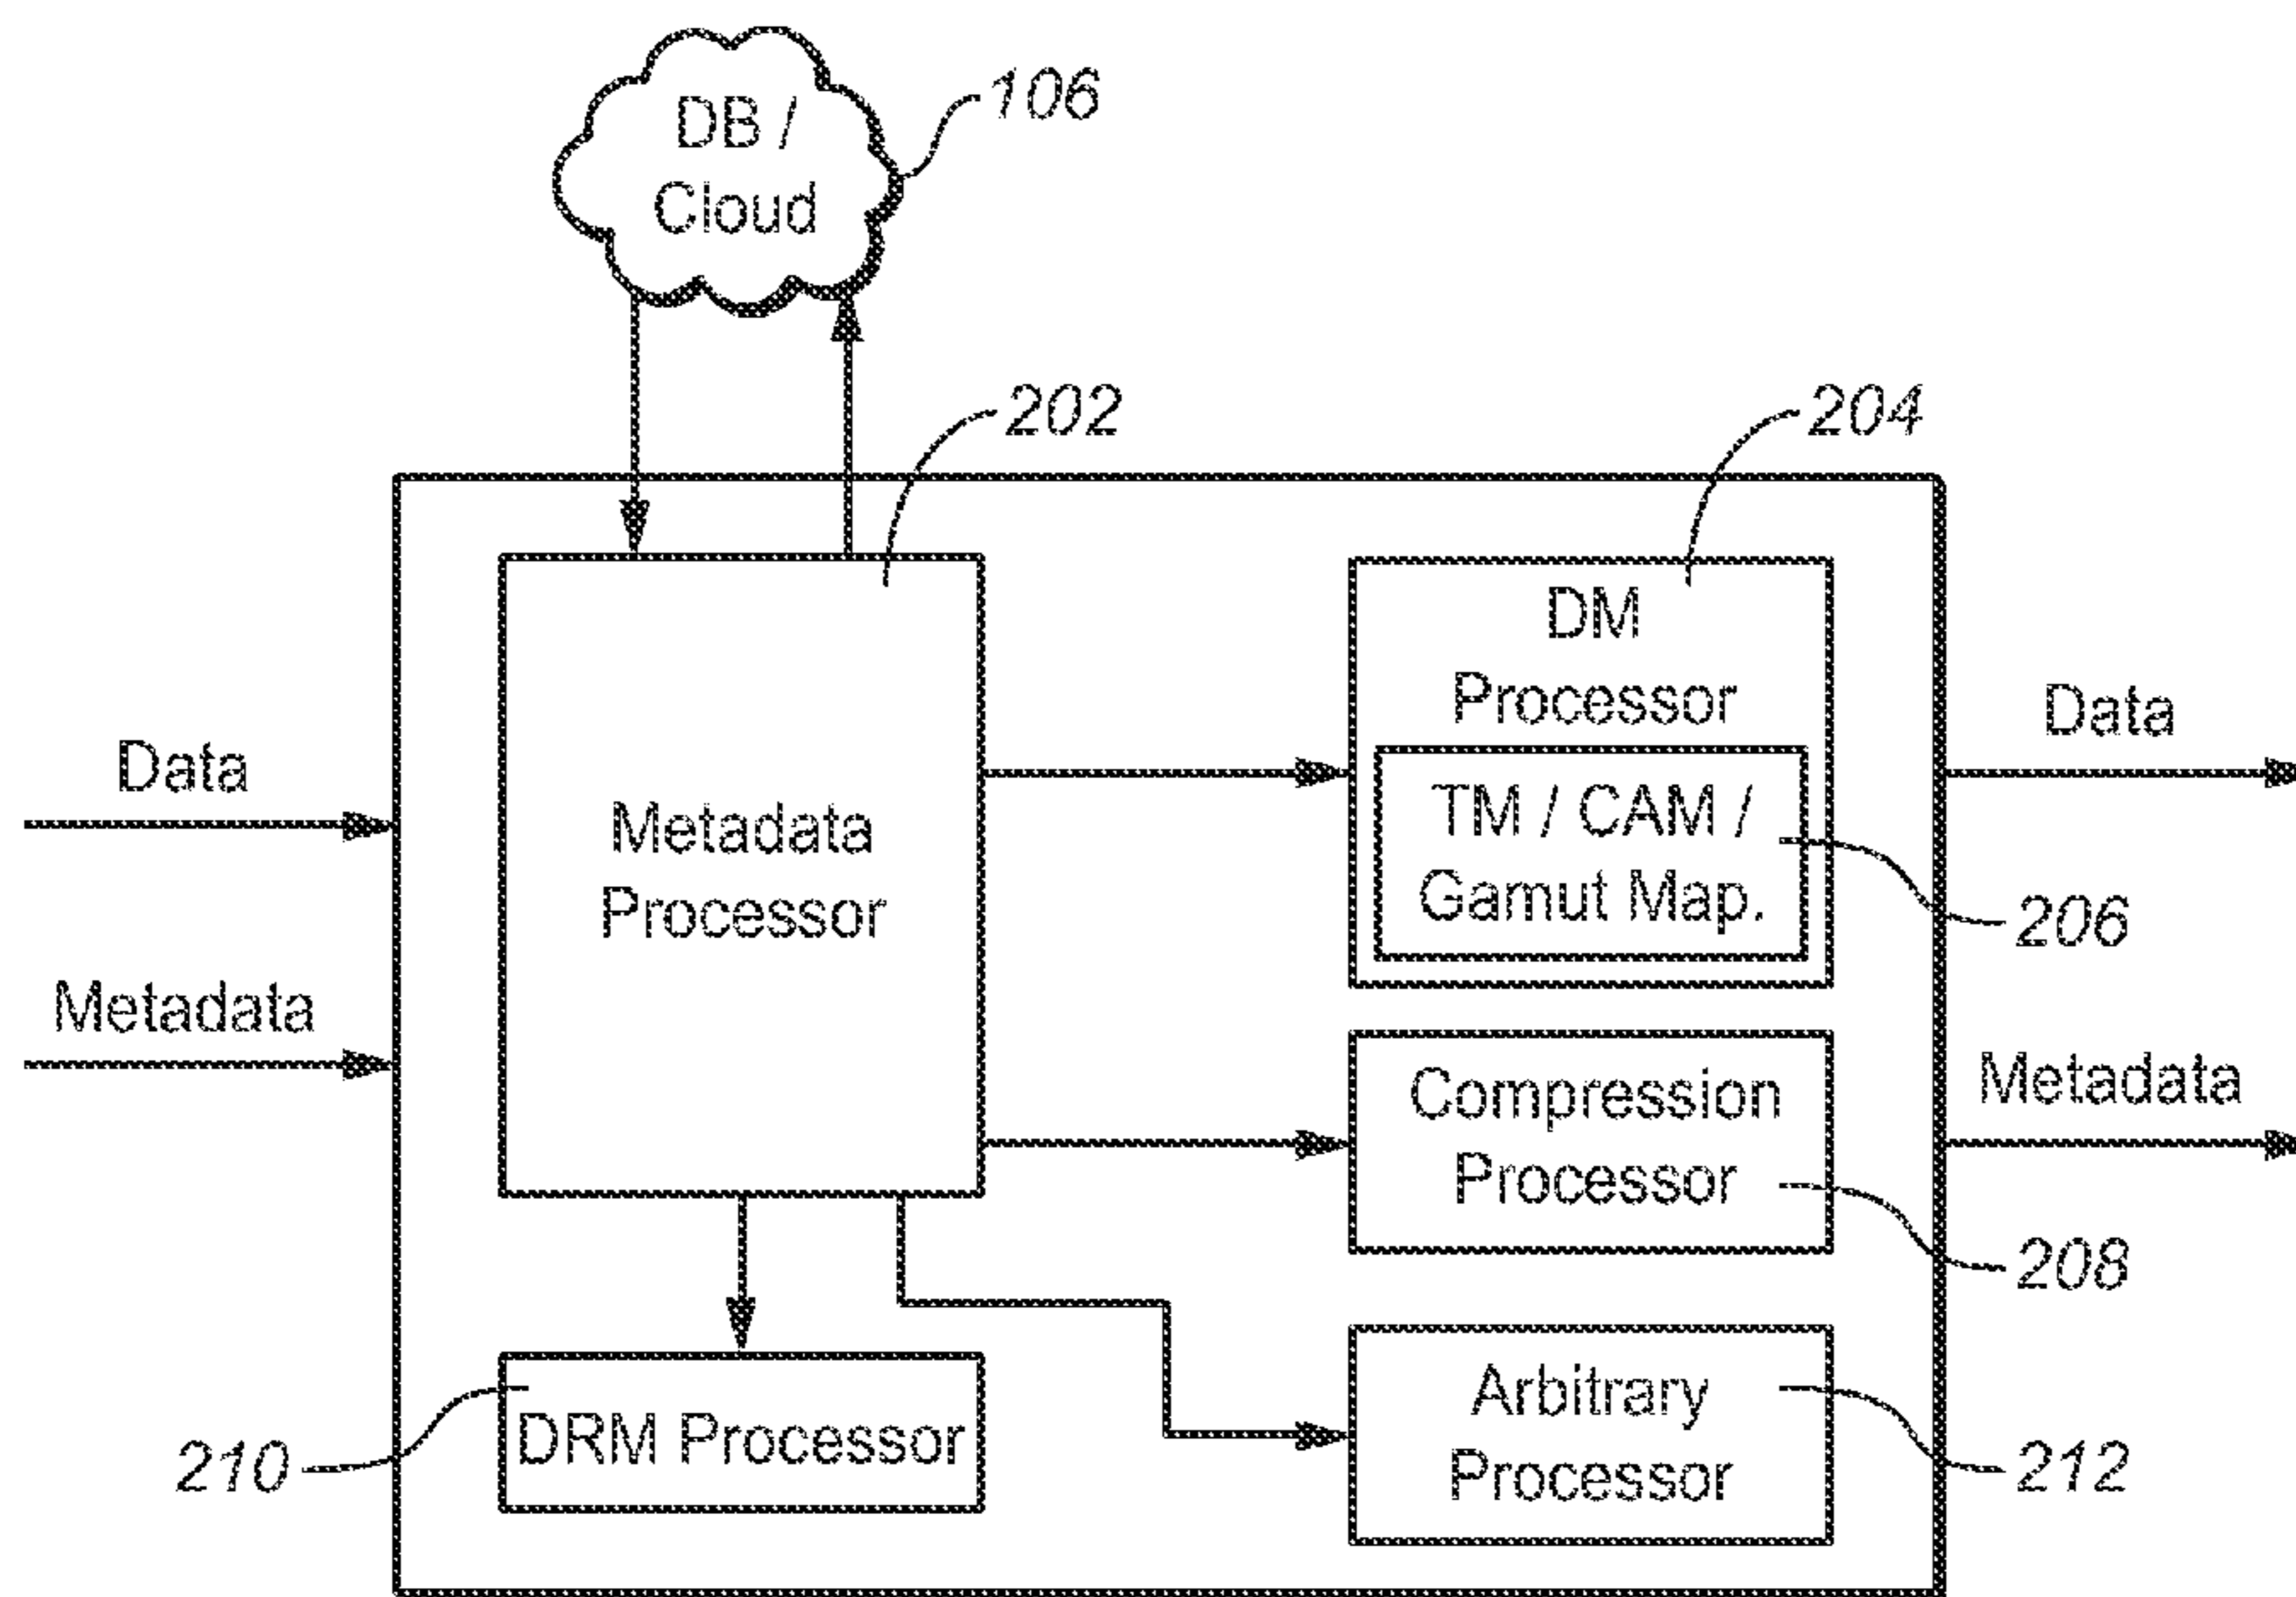 DB /
Cloud
106
202
204
DM
Processor
Data
Data
TM / CAM /
Gamut Map.
Metadata
Processor
206
Metadata
Compression
Processor
Metadata
208
Arbitrary
Processor
DRM Processor
210
212